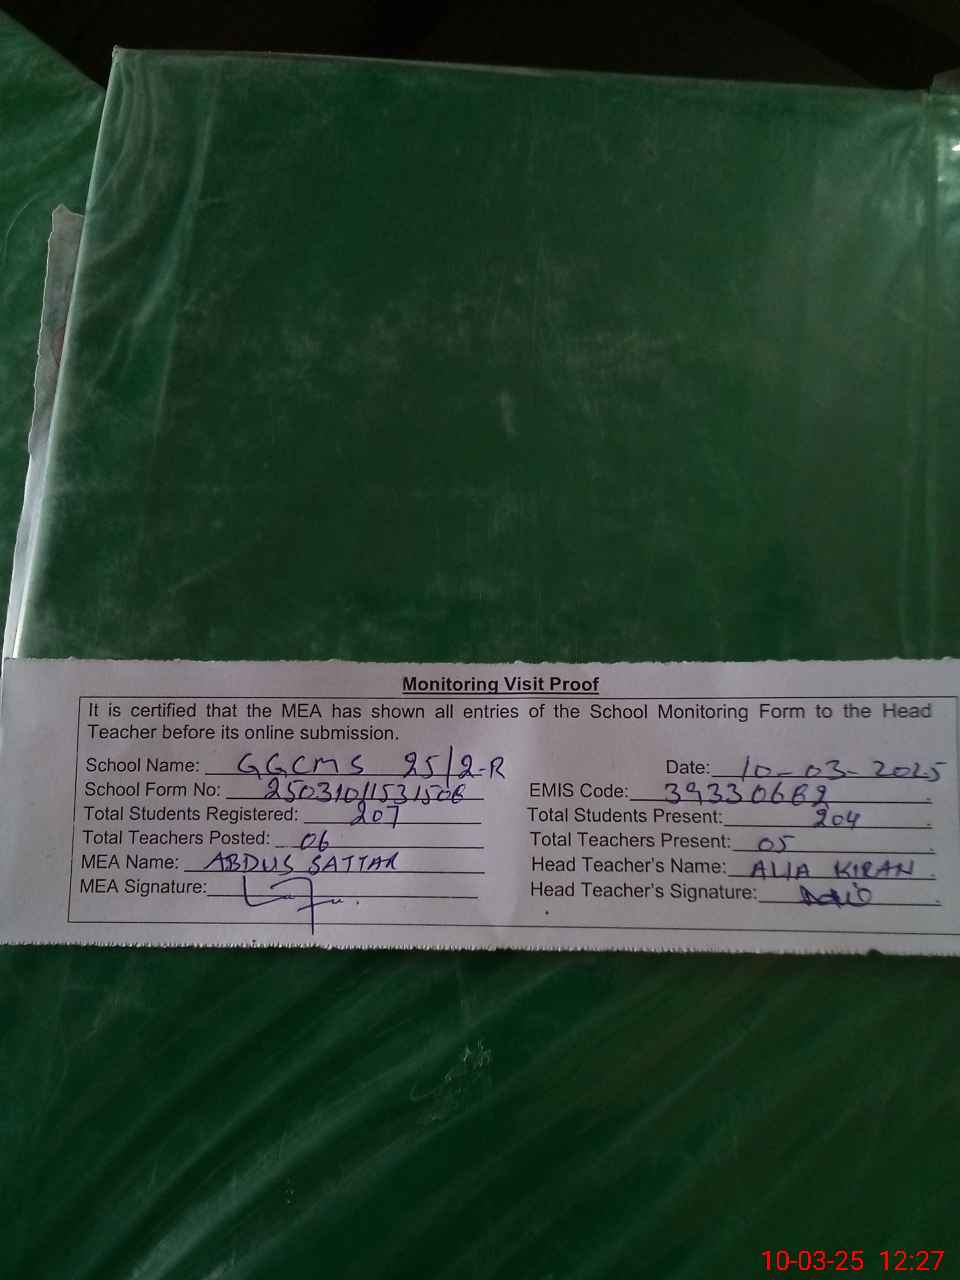 Monitoring Visit Proof
It is certified that the MEA has shown all entries of the School Monitoring Form to the Head
Teacher before its online submission.
School Name: GGCMS 25/2-R Date: 10-03-2025
School Form No: 25031011531506 EMIS Code: 39330682
Total Students Registered: 207 Total Students Present: 204
Total Teachers Posted: 06 Total Teachers Present: 05
MEA Name: ABDUS SATTAR Head Teacher's Name: ALIA KIRAN
MEA Signature: Head Teacher's Signature:
10-03-25 12:27